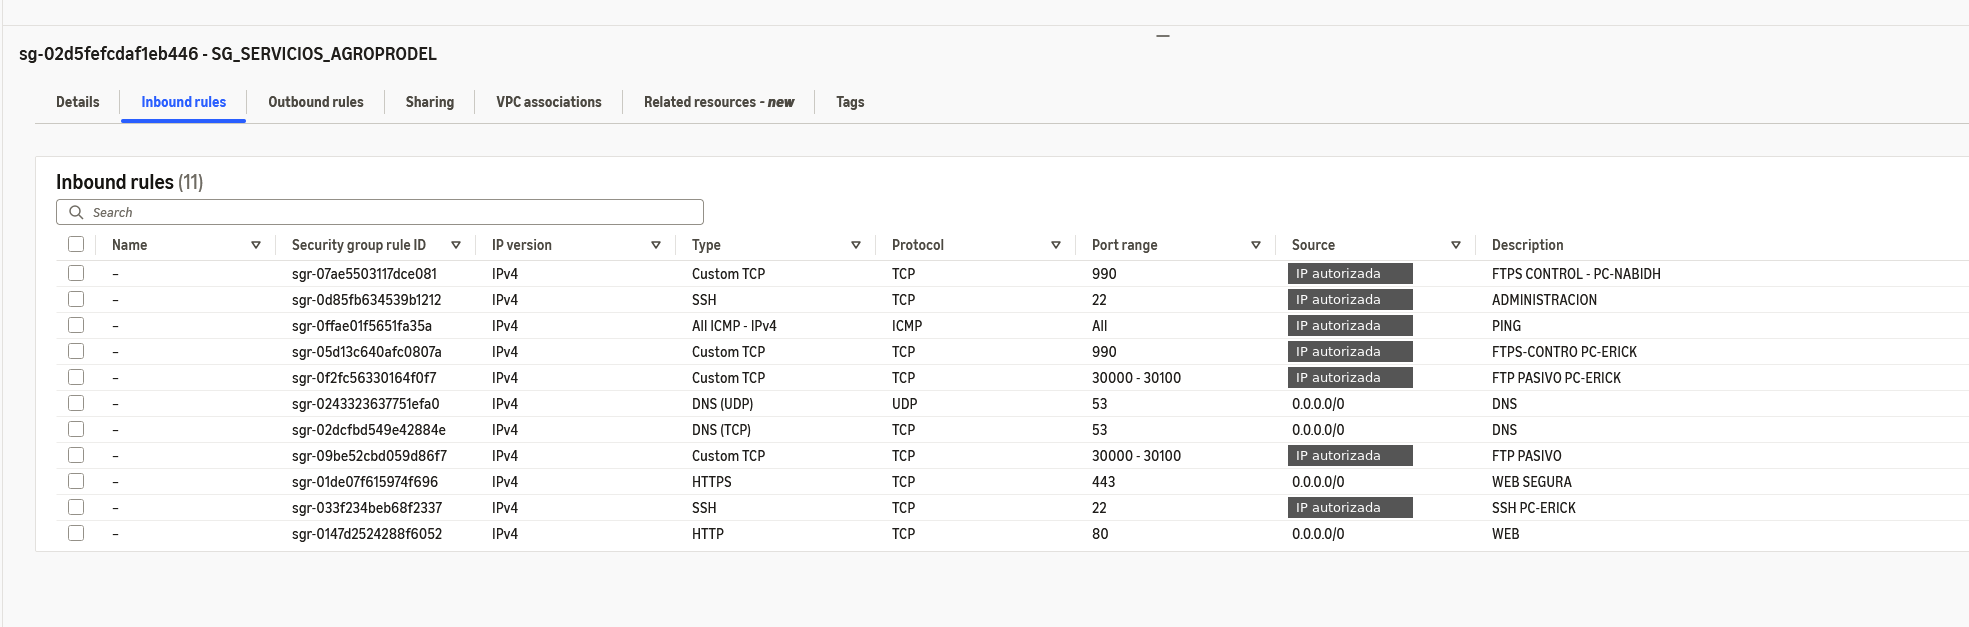 sg-02d5fefcdaf1eb446 - SG_SERVICIOS_AGROPRODEL
Details Inbound rules Outbound rules Sharing VPC associations Related resources - new Tags
Inbound rules (11)
Search
Name Security group rule ID IP version Type Protocol Port range Source Description
– sgr-07ae5503117dce081 IPv4 Custom TCP TCP 990 IP autorizada FTPS CONTROL - PC-NABIDH
– sgr-0d85fb634539b1212 IPv4 SSH TCP 22 IP autorizada ADMINISTRACION
– sgr-0ffae01f5651fa35a IPv4 All ICMP - IPv4 ICMP All IP autorizada PING
– sgr-05d13c640afc0807a IPv4 Custom TCP TCP 990 IP autorizada FTPS-CONTRO PC-ERICK
– sgr-0f2fc56330164f0f7 IPv4 Custom TCP TCP 30000 - 30100 IP autorizada FTP PASIVO PC-ERICK
– sgr-0243323637751efa0 IPv4 DNS (UDP) UDP 53 0.0.0.0/0 DNS
– sgr-02dcfbd549e42884e IPv4 DNS (TCP) TCP 53 0.0.0.0/0 DNS
– sgr-09be52cbd059d86f7 IPv4 Custom TCP TCP 30000 - 30100 IP autorizada FTP PASIVO
– sgr-01de07f615974f696 IPv4 HTTPS TCP 443 0.0.0.0/0 WEB SEGURA
– sgr-033f234beb68f2337 IPv4 SSH TCP 22 IP autorizada SSH PC-ERICK
– sgr-0147d2524288f6052 IPv4 HTTP TCP 80 0.0.0.0/0 WEB